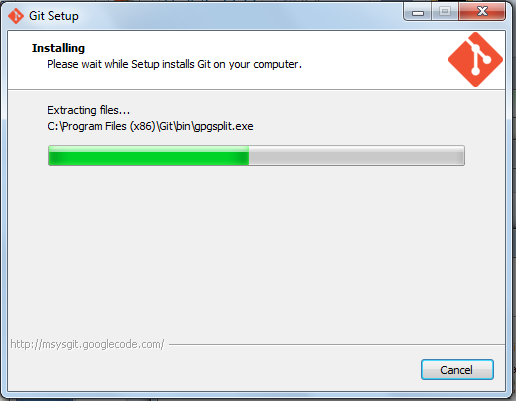 Git Setup
Installing
Please wait while Setup installs Git on your computer.
Extracting files...
C:\Program Files (x86)\Git\bin\gpgsplit.exe
http://msysgit.googlecode.com/
Cancel